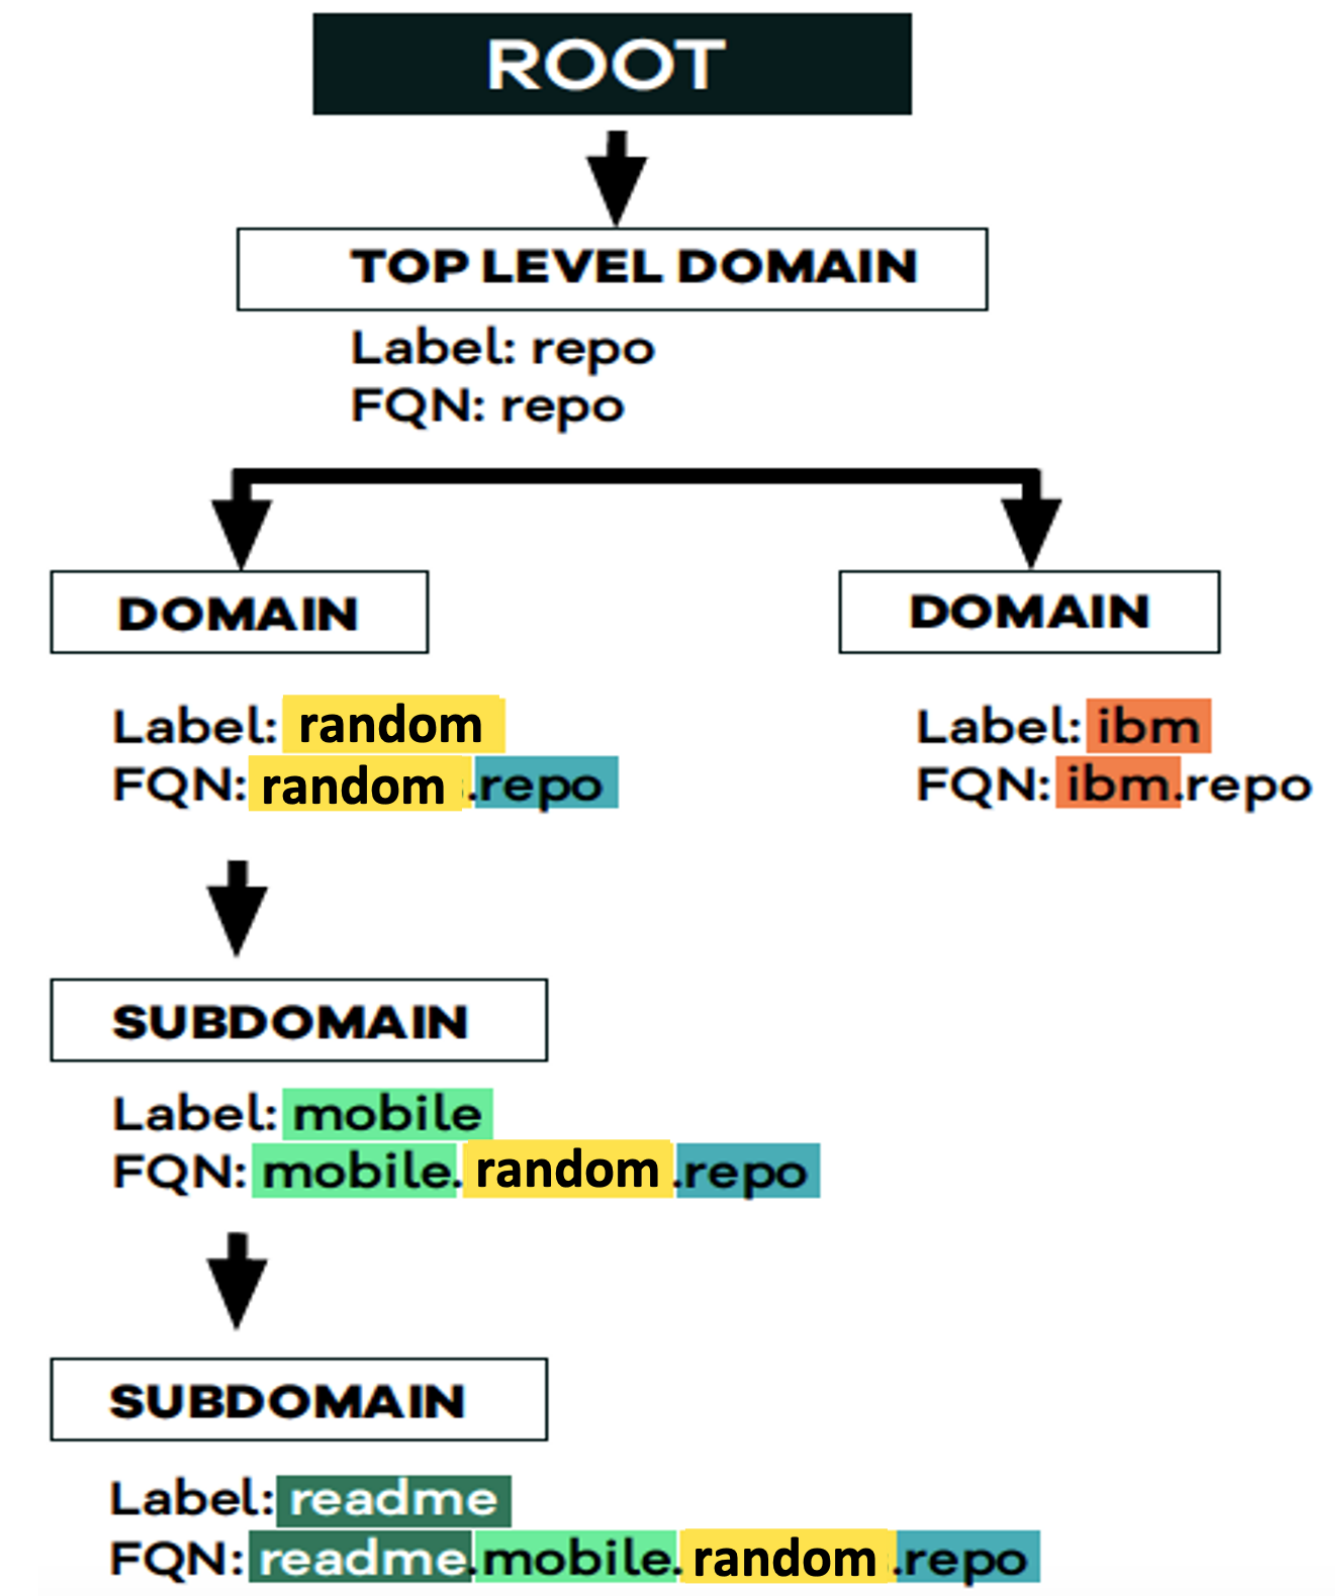 ROOT
TOP LEVEL DOMAIN
Label: repo
FQN: repo
DOMAIN
Label: random
FQN: random.repo
DOMAIN
Label: ibm
FQN: ibm.repo
SUBDOMAIN
Label: mobile
FQN: mobile.random.repo
SUBDOMAIN
Label: readme
FQN: readme.mobile.random.repo